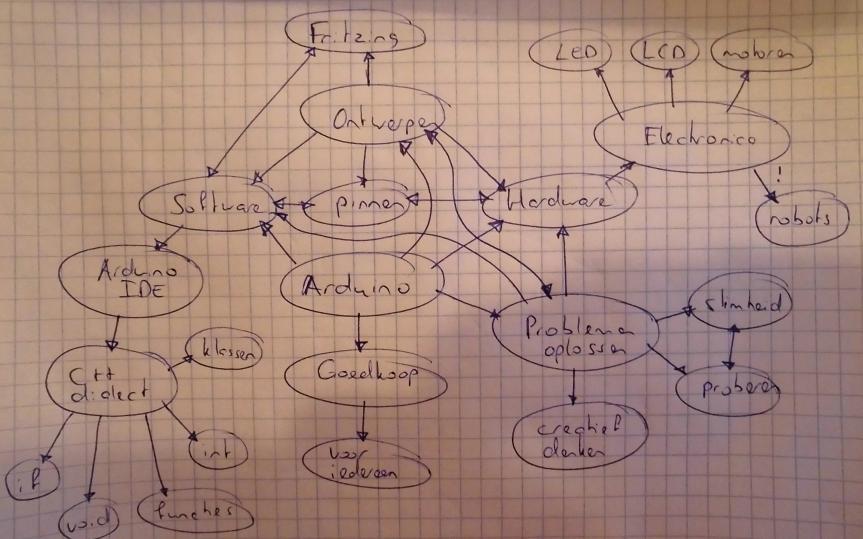 Fritzing
LED
LCD
motoren
Ontwerpen
Electronica
!
Software
pinnen
Hardware
robots
Arduino
IDE
Arduino
slimheid
Problemen
oplossen
klassen
C++
dialect
Goedkoop
proberen
creatief
denken
int
voor
iedereen
if
void
functies